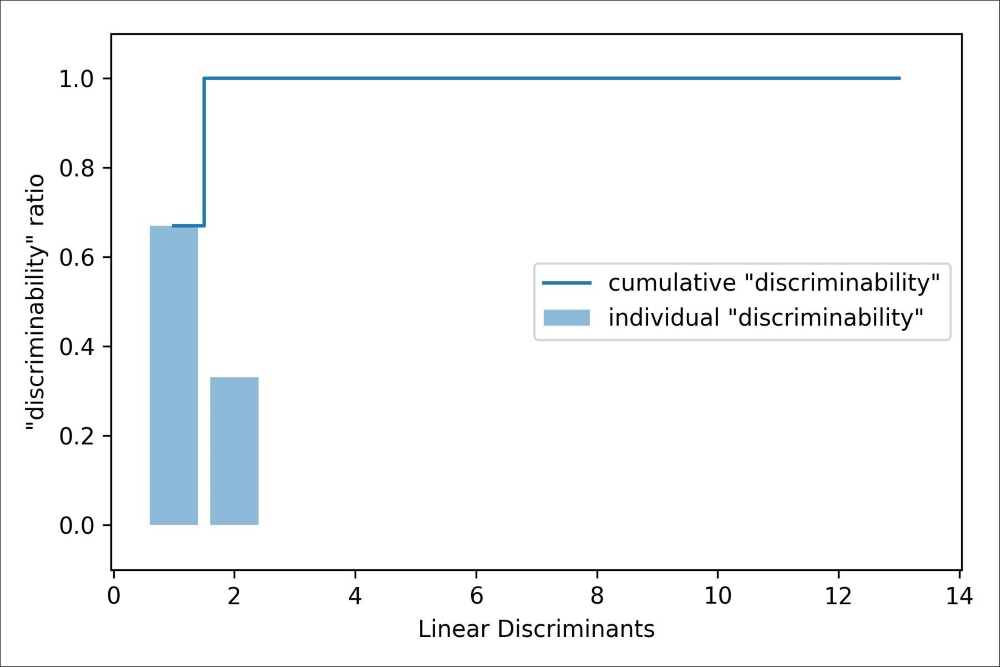 1.0
0.8
0.6
0.4
0.2
0.0
"discriminability" ratio
cumulative "discriminability"
individual "discriminability"
0 2 4 6 8 10 12 14
Linear Discriminants